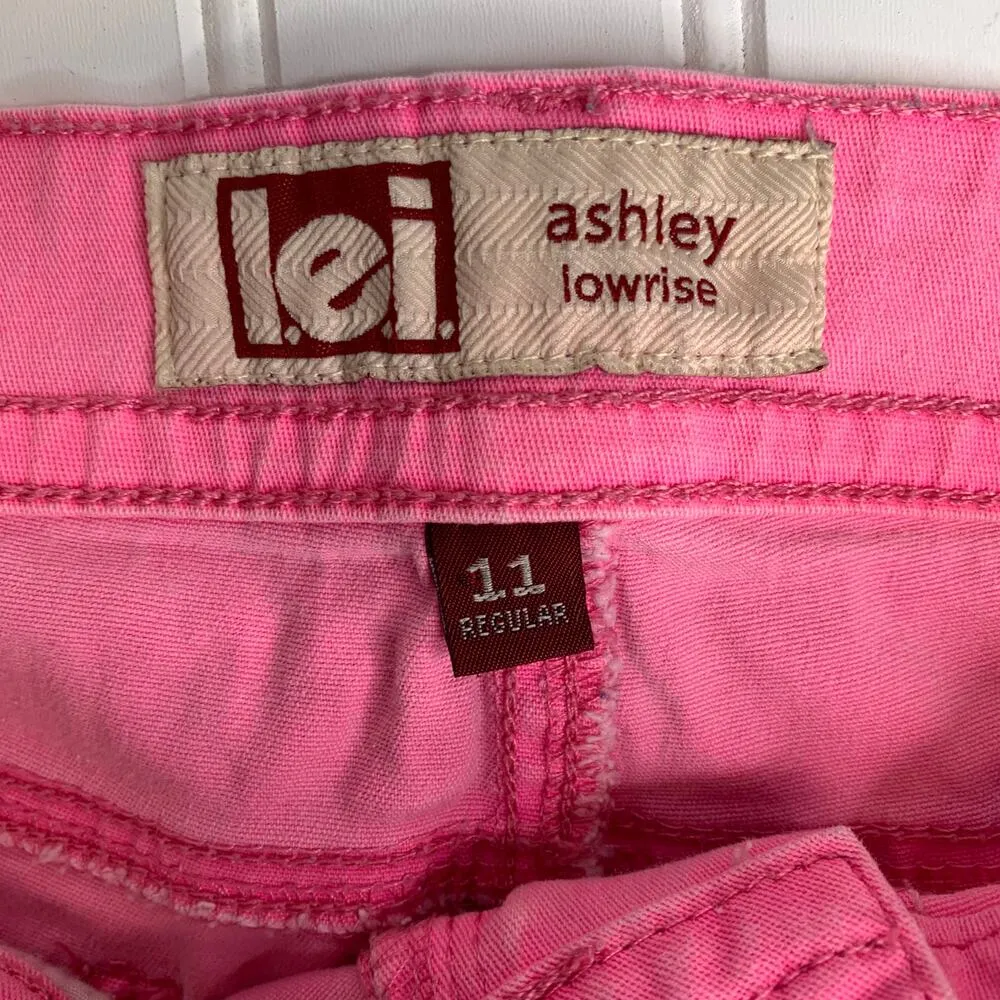 l.e.i.
ashley
lowrise
11
REGULAR